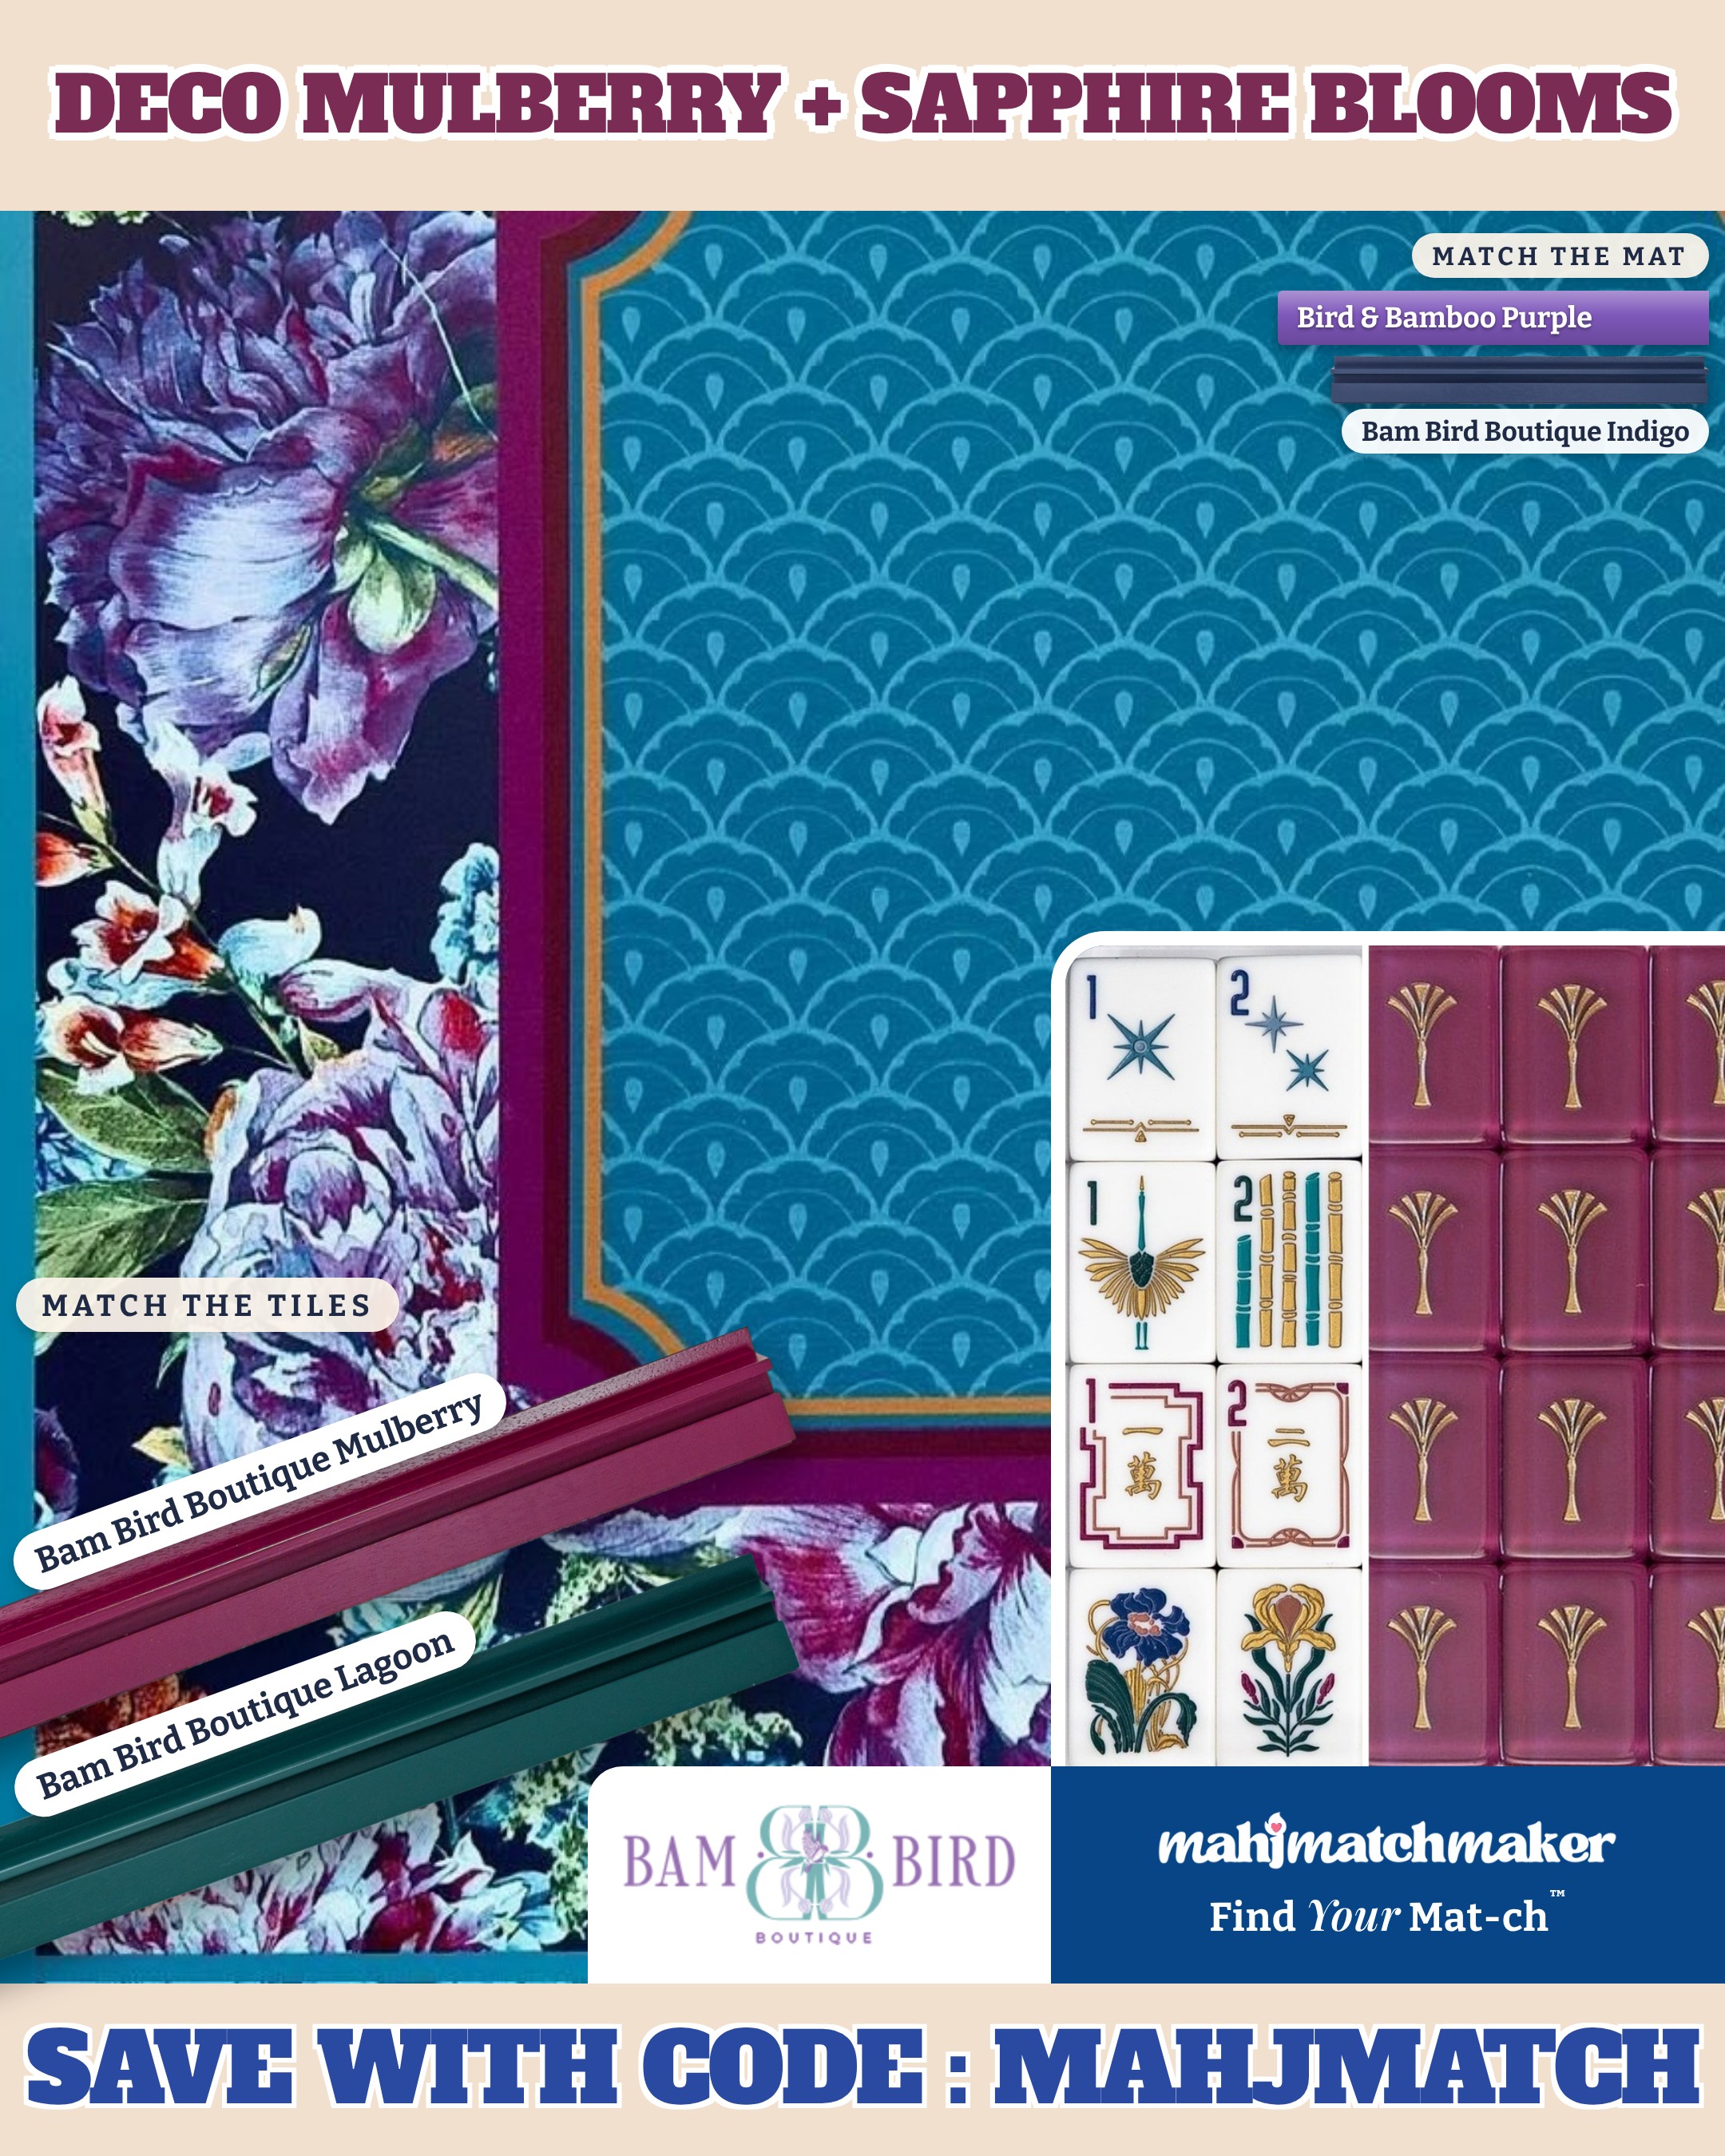 DECO MULBERRY + SAPPHIRE BLOOMS
MATCH THE MAT
Bird & Bamboo Purple
Bam Bird Boutique Indigo
1
2
1
2
1
2
一
二
萬
萬
MATCH THE TILES
Bam Bird Boutique Mulberry
Bam Bird Boutique Lagoon
BAM BIRD
BOUTIQUE
mahjmatchmaker
Find Your Mat-ch™
SAVE WITH CODE : MAHJMATCH